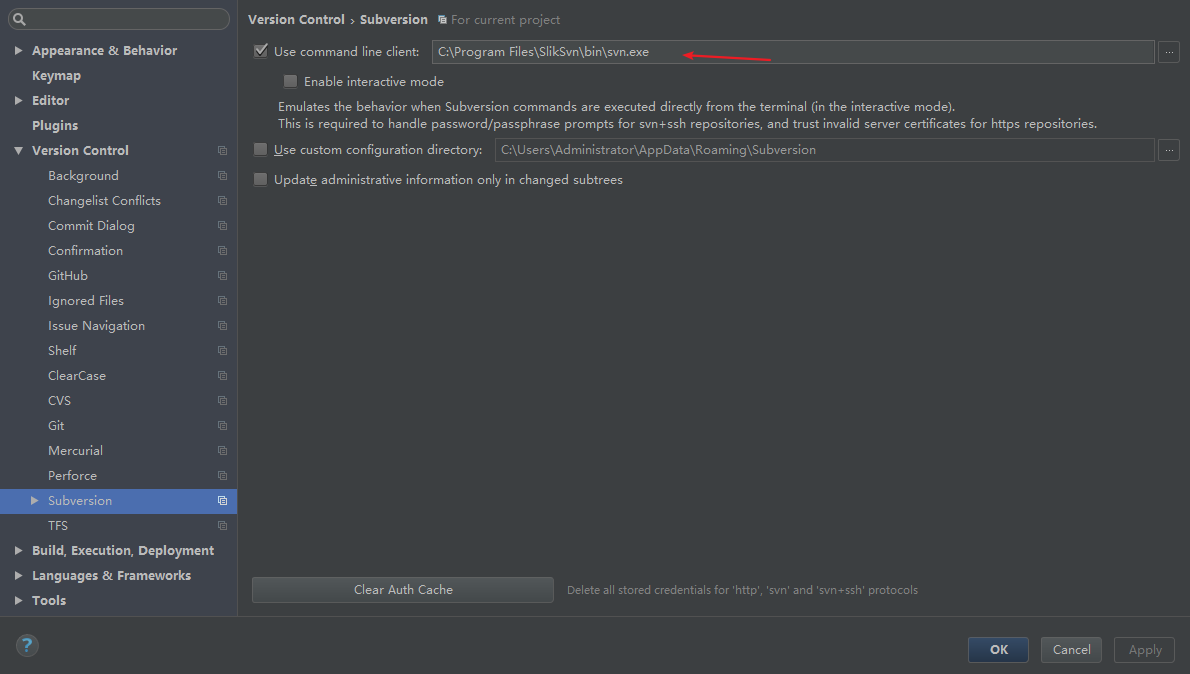 Version Control › Subversion For current project
Appearance & Behavior
Keymap
Editor
Plugins
Version Control
Background
Changelist Conflicts
Commit Dialog
Confirmation
GitHub
Ignored Files
Issue Navigation
Shelf
ClearCase
CVS
Git
Mercurial
Perforce
Subversion
TFS
Build, Execution, Deployment
Languages & Frameworks
Tools
Use command line client: C:\Program Files\SlikSvn\bin\svn.exe ...
Enable interactive mode
Emulates the behavior when Subversion commands are executed directly from the terminal (in the interactive mode).
This is required to handle password/passphrase prompts for svn+ssh repositories, and trust invalid server certificates for https repositories.
Use custom configuration directory: C:\Users\Administrator\AppData\Roaming\Subversion ...
Update administrative information only in changed subtrees
Clear Auth Cache Delete all stored credentials for 'http', 'svn' and 'svn+ssh' protocols
? OK Cancel Apply